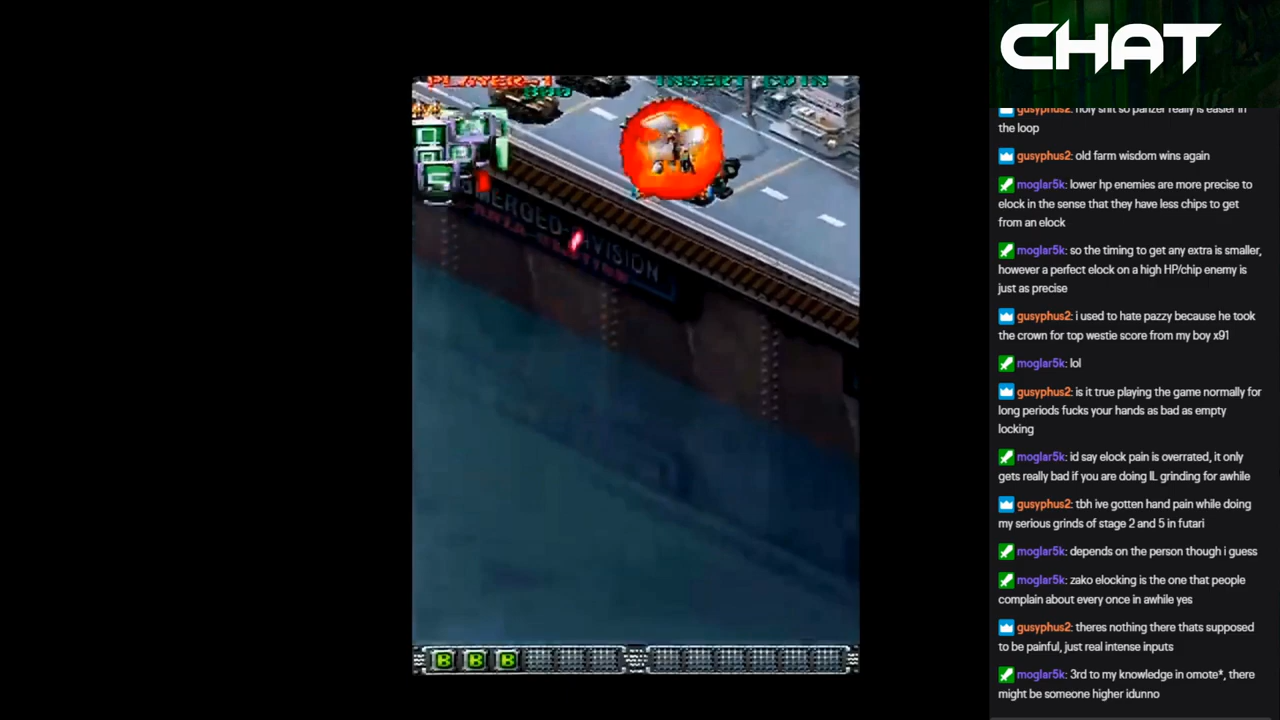 CHAT
PLAYER-1
INSERT COIN
800
MERGED-DIVISION
B B B
gusyphus2: holy shit so panzer really is easier in
the loop
gusyphus2: old farm wisdom wins again
moglar5k: lower hp enemies are more precise to
elock in the sense that they have less chips to get
from an elock
moglar5k: so the timing to get any extra is smaller,
however a perfect elock on a high HP/chip enemy is
just as precise
gusyphus2: i used to hate pazzy because he took
the crown for top westie score from my boy x91
moglar5k: lol
gusyphus2: is it true playing the game normally for
long periods fucks your hands as bad as empty
locking
moglar5k: id say elock pain is overrated, it only
gets really bad if you are doing IL grinding for awhile
gusyphus2: tbh ive gotten hand pain while doing
my serious grinds of stage 2 and 5 in futari
moglar5k: depends on the person though i guess
moglar5k: zako elocking is the one that people
complain about every once in awhile yes
gusyphus2: theres nothing there thats supposed
to be painful, just real intense inputs
moglar5k: 3rd to my knowledge in omote*, there
might be someone higher idunno